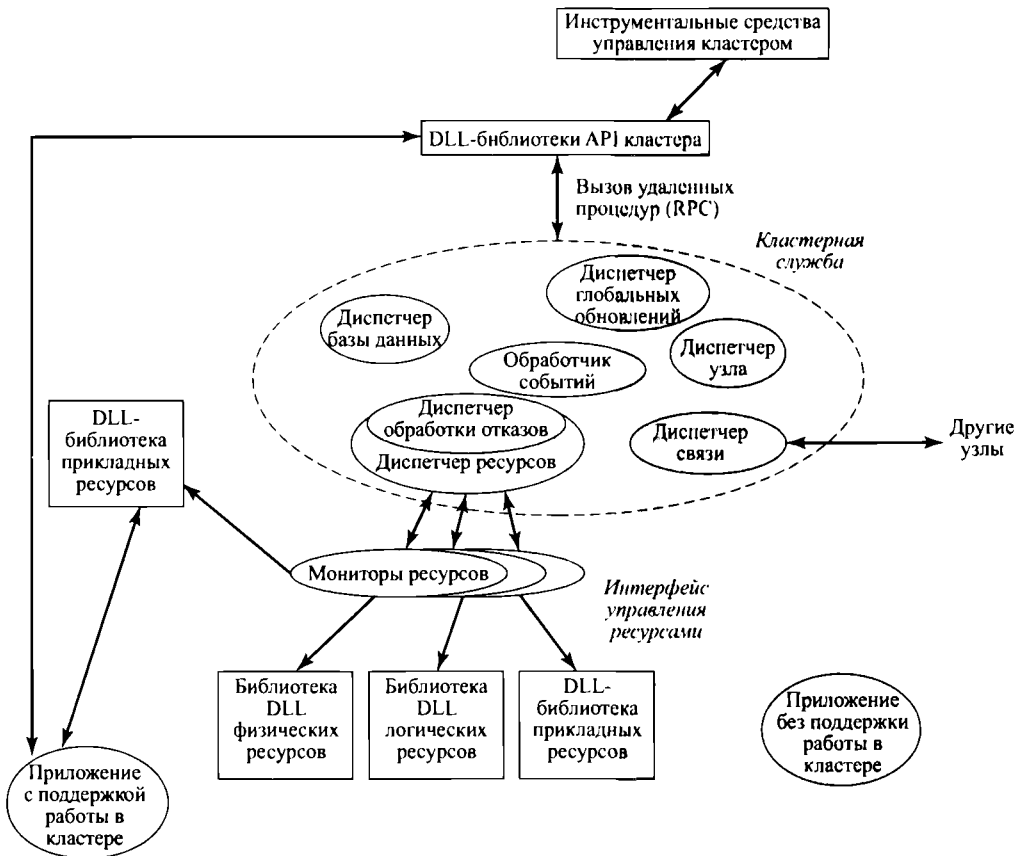 Инструментальные средства
управления кластером
DLL-библиотеки API кластера
Вызов удаленных
процедур (RPC)
Кластерная
служба
Диспетчер
глобальных
обновлений
Диспетчер
базы данных
Диспетчер
узла
Обработчик
событий
Диспетчер
обработки отказов
Диспетчер ресурсов
Диспетчер
связи
Другие
узлы
DLL-
библиотека
прикладных
ресурсов
Мониторы ресурсов
Интерфейс
управления
ресурсами
Библиотека
DLL
физических
ресурсов
Библиотека
DLL
логических
ресурсов
DLL-
библиотека
прикладных
ресурсов
Приложение
без поддержки
работы в
кластере
Приложение
с поддержкой
работы в
кластере